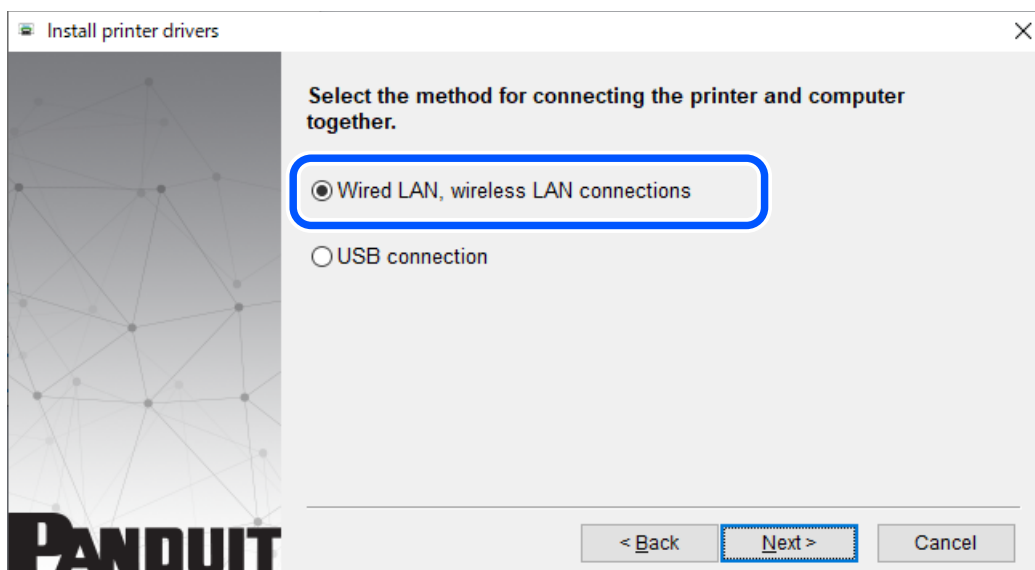 Install printer drivers
Select the method for connecting the printer and computer
together.
Wired LAN, wireless LAN connections
USB connection
PANDUIT
< Back
Next >
Cancel